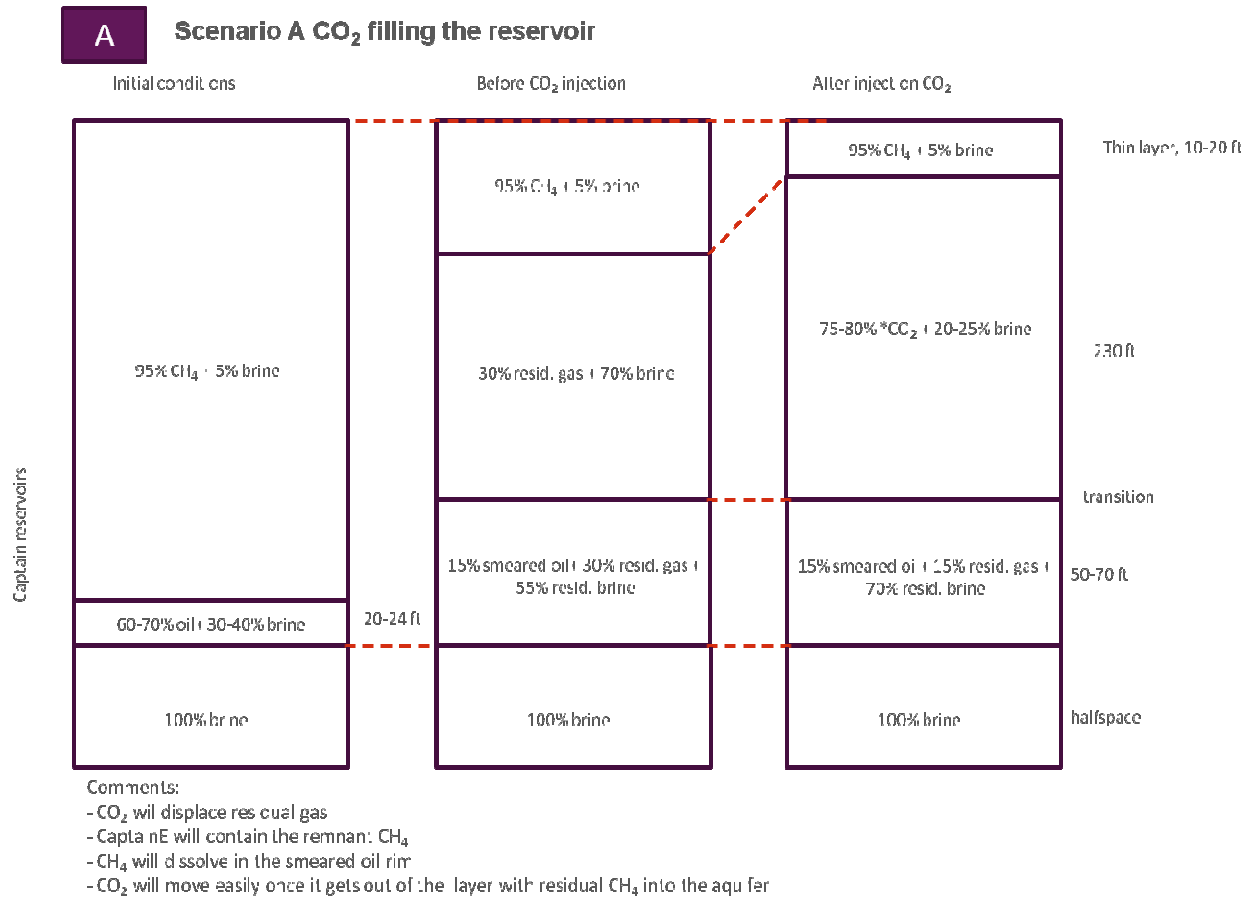 A
Scenario A CO₂ filling the reservoir
Initial conditions
Before CO₂ injection
After injection CO₂
95% CH₄ + 5% brine
60-70% oil + 30-40% brine
100% brine
20-24 ft
95% CH₄ + 5% brine
30% resid. gas + 70% brine
15% smeared oil + 30% resid. gas +
55% resid. brine
100% brine
95% CH₄ + 5% brine
75-80% *CO₂ + 20-25% brine
15% smeared oil + 15% resid. gas +
70% resid. brine
100% brine
Thin layer, 10-20 ft
230 ft
transition
50-70 ft
halfspace
Captain reservoirs
Comments:
- CO₂ will displace residual gas
- CaptainE will contain the remnant CH₄
- CH₄ will dissolve in the smeared oil rim
- CO₂ will move easily once it gets out of the layer with residual CH₄ into the aquifer